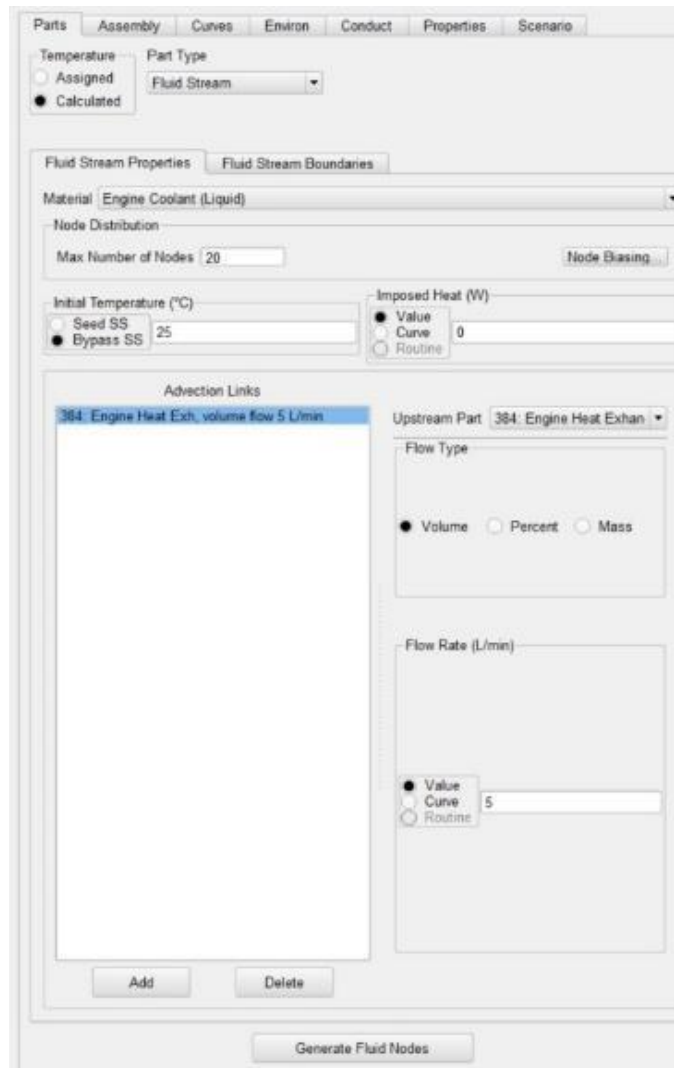 Parts Assembly Curves Environ Conduct Properties Scenario
Temperature Part Type
Assigned
Fluid Stream
Calculated
Fluid Stream Properties Fluid Stream Boundaries
Material Engine Coolant (Liquid)
Node Distribution
Max Number of Nodes 20 Node Biasing...
Initial Temperature (°C) Imposed Heat (W)
Seed SS
Bypass SS
25
Value
Curve
Routine
0
Advection Links
384: Engine Heat Exh, volume flow 5 L/min
Upstream Part 384: Engine Heat Exhan
Flow Type
Volume Percent Mass
Flow Rate (L/min)
Value
Curve
Routine
5
Add Delete
Generate Fluid Nodes